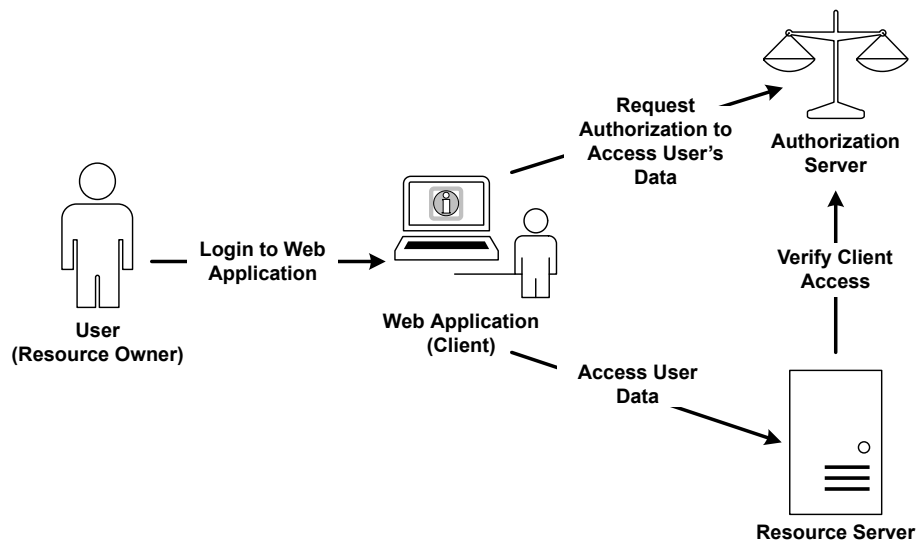 Request
Authorization to
Access User's
Data
Authorization
Server
Login to Web
Application
Verify Client
Access
User
(Resource Owner)
Web Application
(Client)
Access User
Data
Resource Server